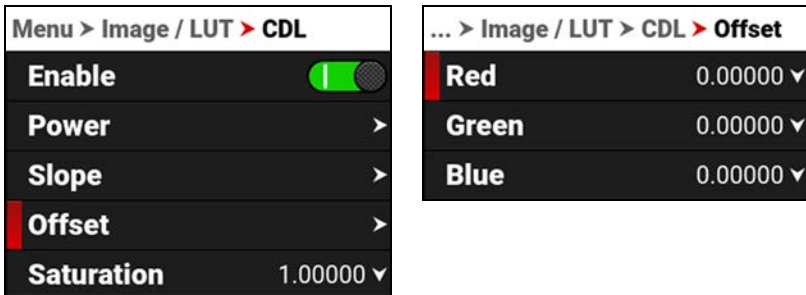 Menu > Image / LUT > CDL
Enable
Power >
Slope >
Offset >
Saturation 1.00000
... > Image / LUT > CDL > Offset
Red 0.00000
Green 0.00000
Blue 0.00000